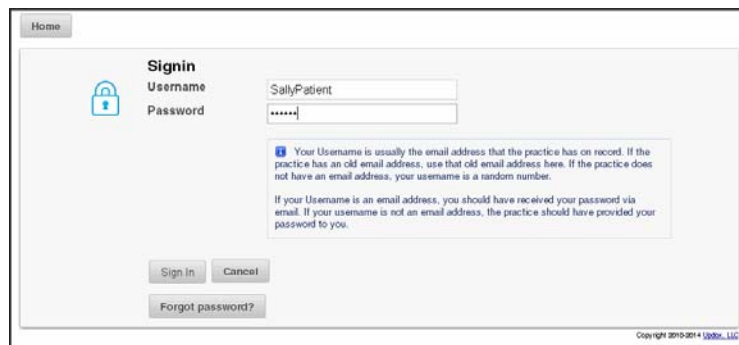 Home
Signin
Username SallyPatient
Password ••••••
Your Username is usually the email address that the practice has on record. If the
practice has an old email address, use that old email address here. If the practice does
not have an email address, your username is a random number.
If your Username is an email address, you should have received your password via
email. If your username is not an email address, the practice should have provided your
password to you.
Sign In Cancel
Forgot password?
Copyright 2010-2014 Updox, LLC